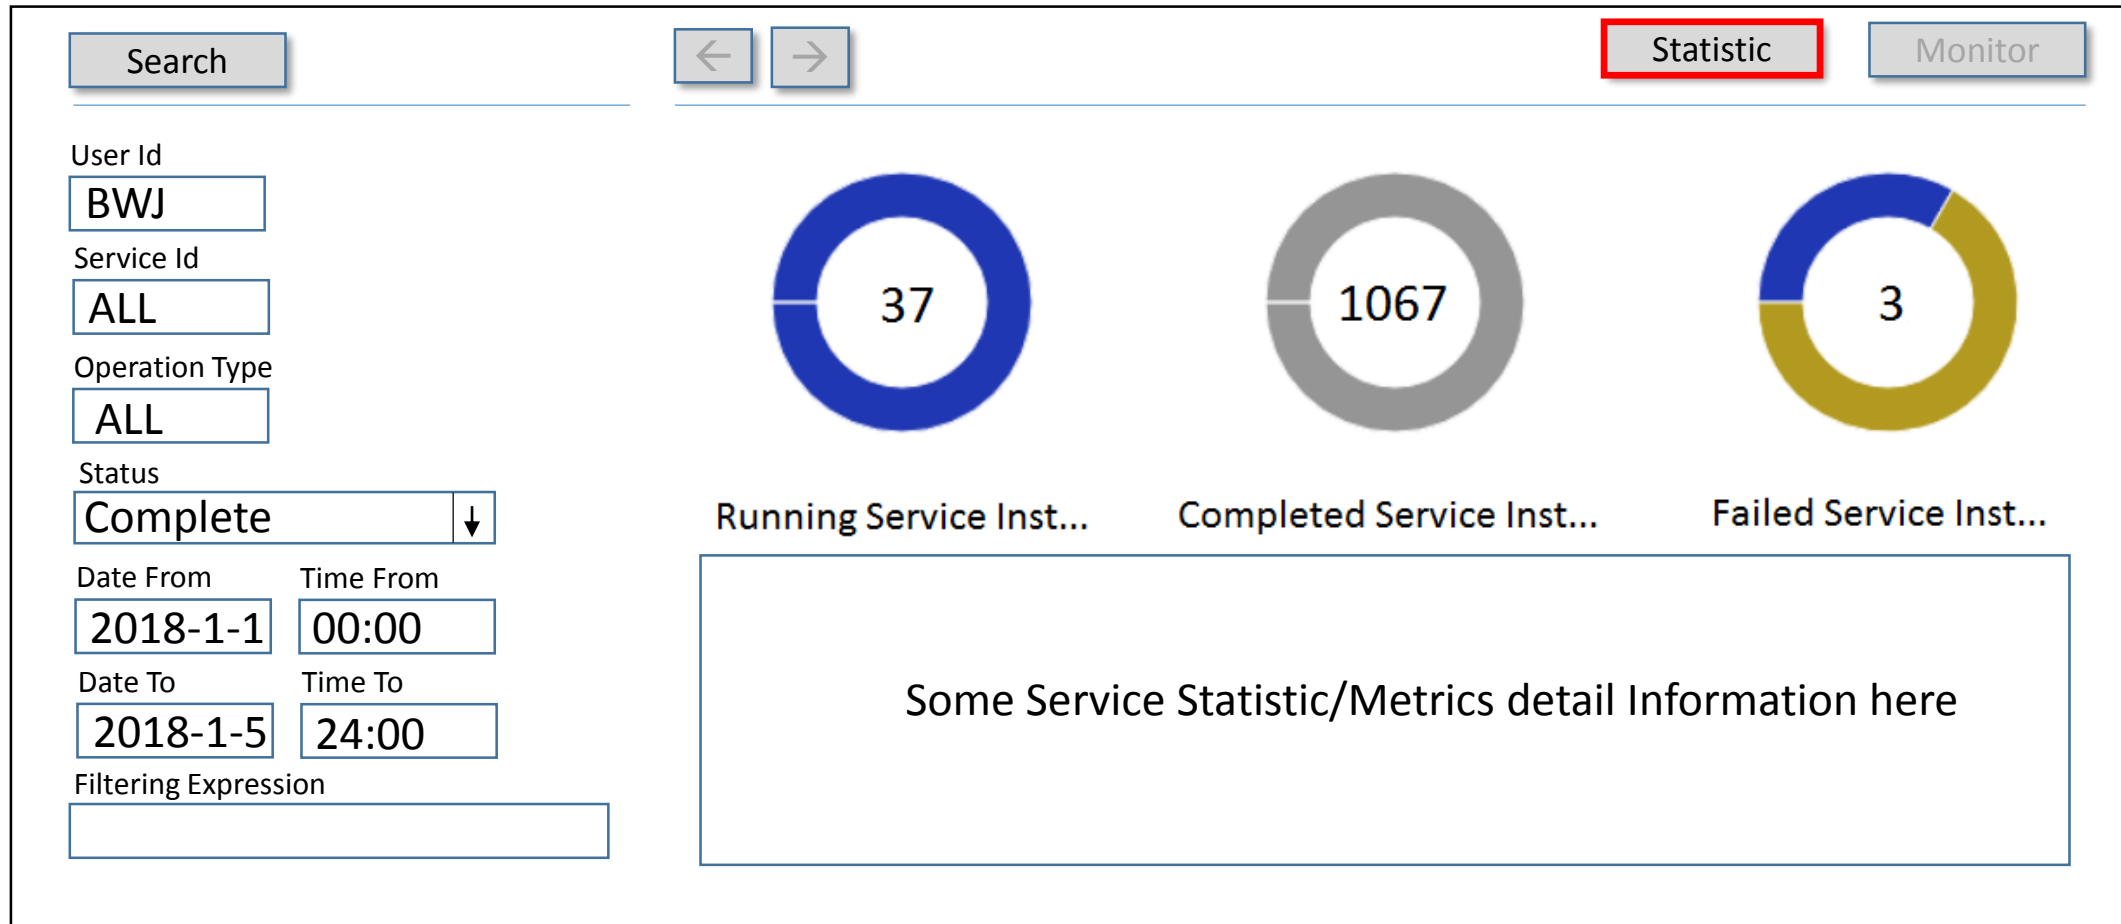 Search
← →
Statistic
Monitor
User Id
BWJ
Service Id
ALL
Operation Type
ALL
Status
Complete
Date From
Time From
2018-1-1
00:00
Date To
Time To
2018-1-5
24:00
Filtering Expression
37
1067
3
Running Service Inst...
Completed Service Inst...
Failed Service Inst...
Some Service Statistic/Metrics detail Information here